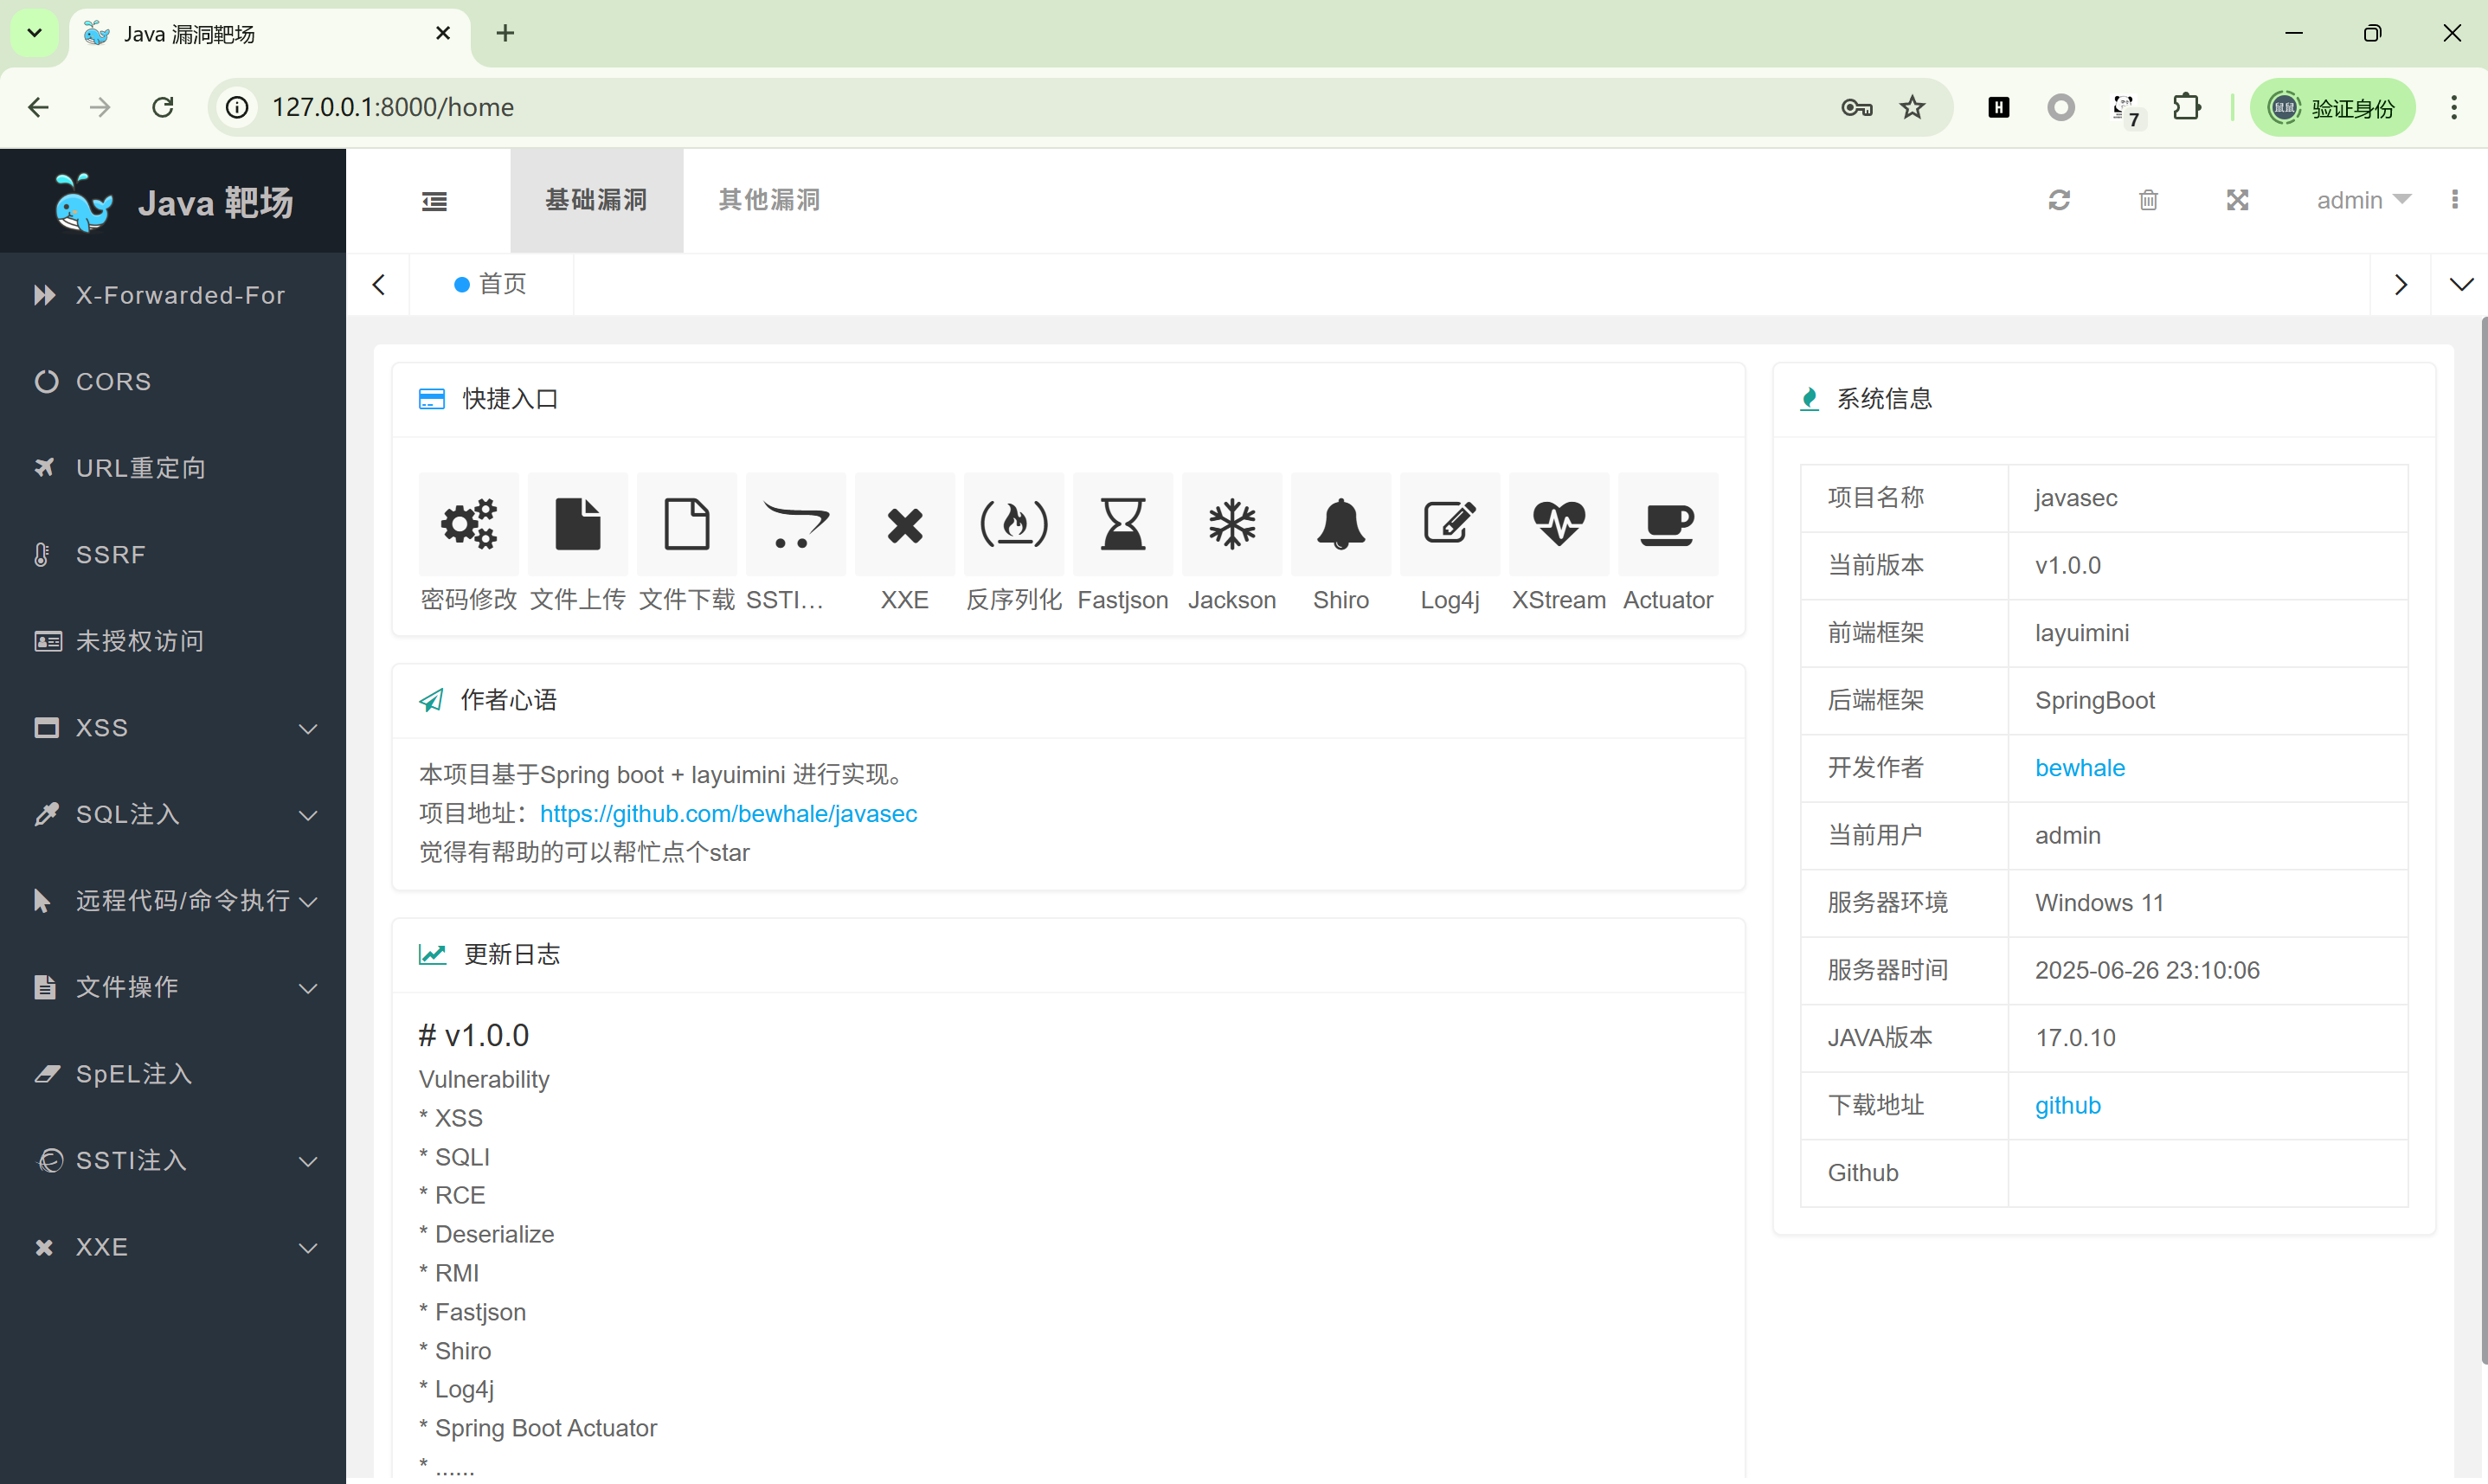 Java 漏洞靶场
127.0.0.1:8000/home
7
验证身份
Java 靶场
基础漏洞
其他漏洞
admin
首页
X-Forwarded-For
CORS
URL重定向
SSRF
未授权访问
XSS
SQL注入
远程代码/命令执行
文件操作
SpEL注入
SSTI注入
XXE
快捷入口
密码修改
文件上传
文件下载
SSTI...
XXE
反序列化
Fastjson
Jackson
Shiro
Log4j
XStream
Actuator
作者心语
本项目基于Spring boot + layuimini 进行实现。
项目地址：https://github.com/bewhale/javasec
觉得有帮助的可以帮忙点个star
更新日志
# v1.0.0
Vulnerability
* XSS
* SQLI
* RCE
* Deserialize
* RMI
* Fastjson
* Shiro
* Log4j
* Spring Boot Actuator
* ......
系统信息
项目名称 javasec
当前版本 v1.0.0
前端框架 layuimini
后端框架 SpringBoot
开发作者 bewhale
当前用户 admin
服务器环境 Windows 11
服务器时间 2025-06-26 23:10:06
JAVA版本 17.0.10
下载地址 github
Github